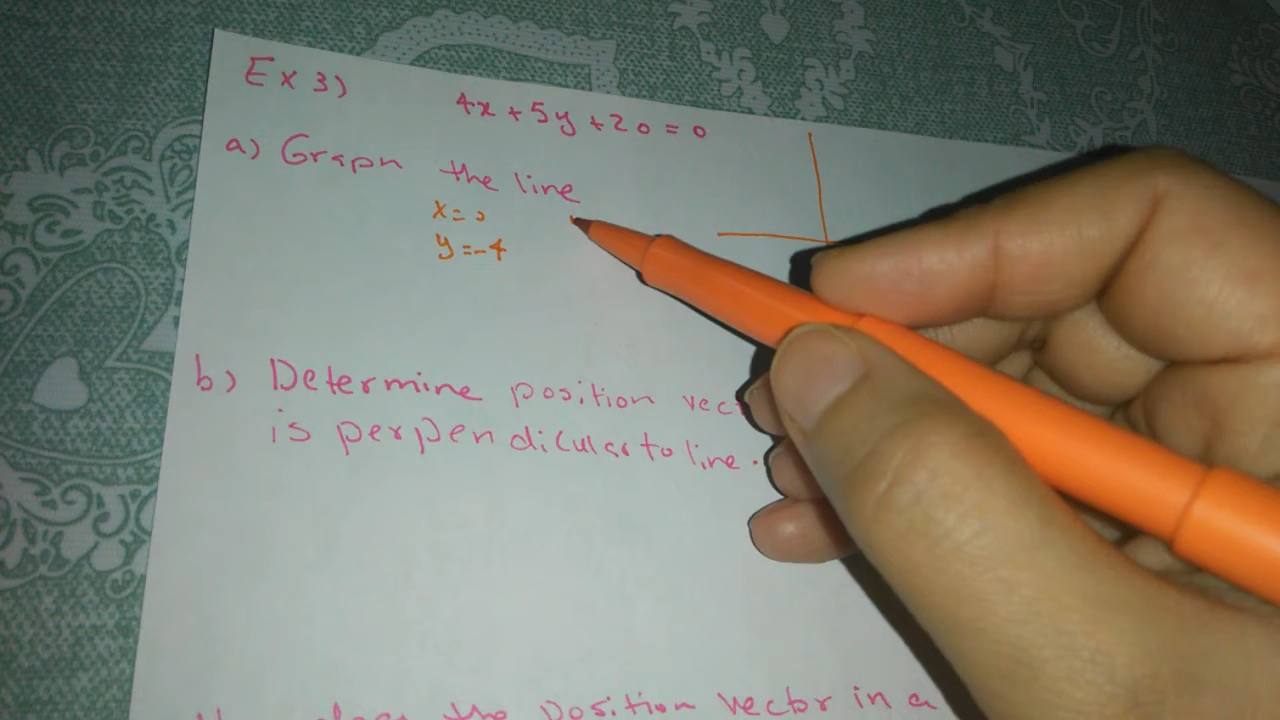 Ex 3)
4x + 5y + 20 = 0
a) Graph the line
x = 0
y = -4
b) Determine position
is perpendicular to line.
the position vector in a